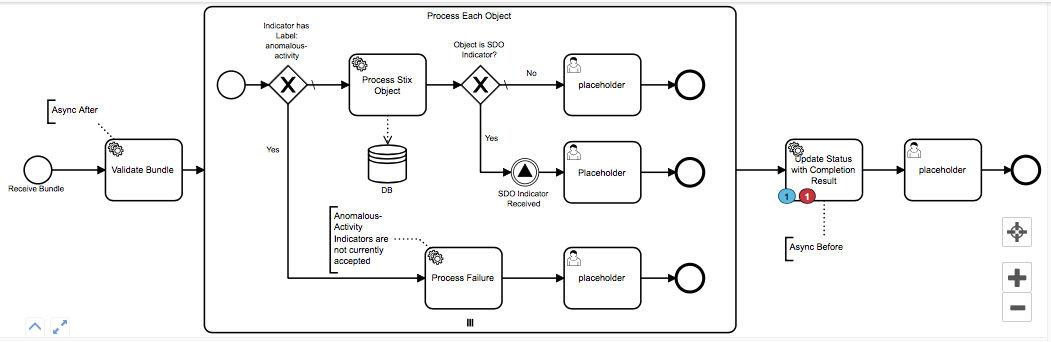 Process Each Object
Indicator has
Label:
anomalous-
activity
Object is SDO
Indicator?
No
Process Stix
Object
placeholder
Async After
Yes
Yes
Validate Bundle
Receive Bundle
DB
Placeholder
SDO Indicator
Received
Update Status
with Completion
Result
1
1
placeholder
Anomalous-
Activity
Indicators are
not currently
accepted
Async Before
Process Failure
placeholder